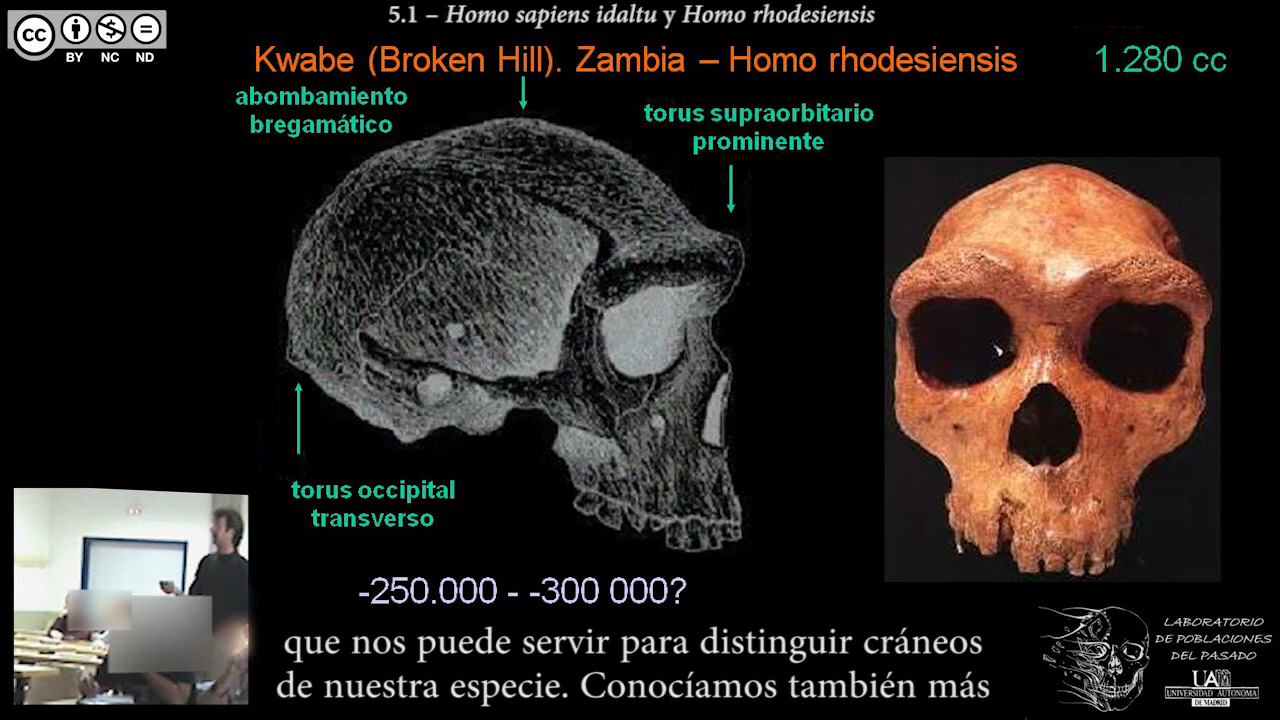 cc
BY NC ND
5.1 – Homo sapiens idaltu y Homo rhodesiensis
Kwabe (Broken Hill). Zambia – Homo rhodesiensis
1.280 cc
abombamiento
bregamático
torus supraorbitario
prominente
torus occipital
transverso
-250.000 - -300 000?
que nos puede servir para distinguir cráneos
de nuestra especie. Conocíamos también más
LABORATORIO
DE POBLACIONES
DEL PASADO
UAM
UNIVERSIDAD AUTONOMA
DE MADRID